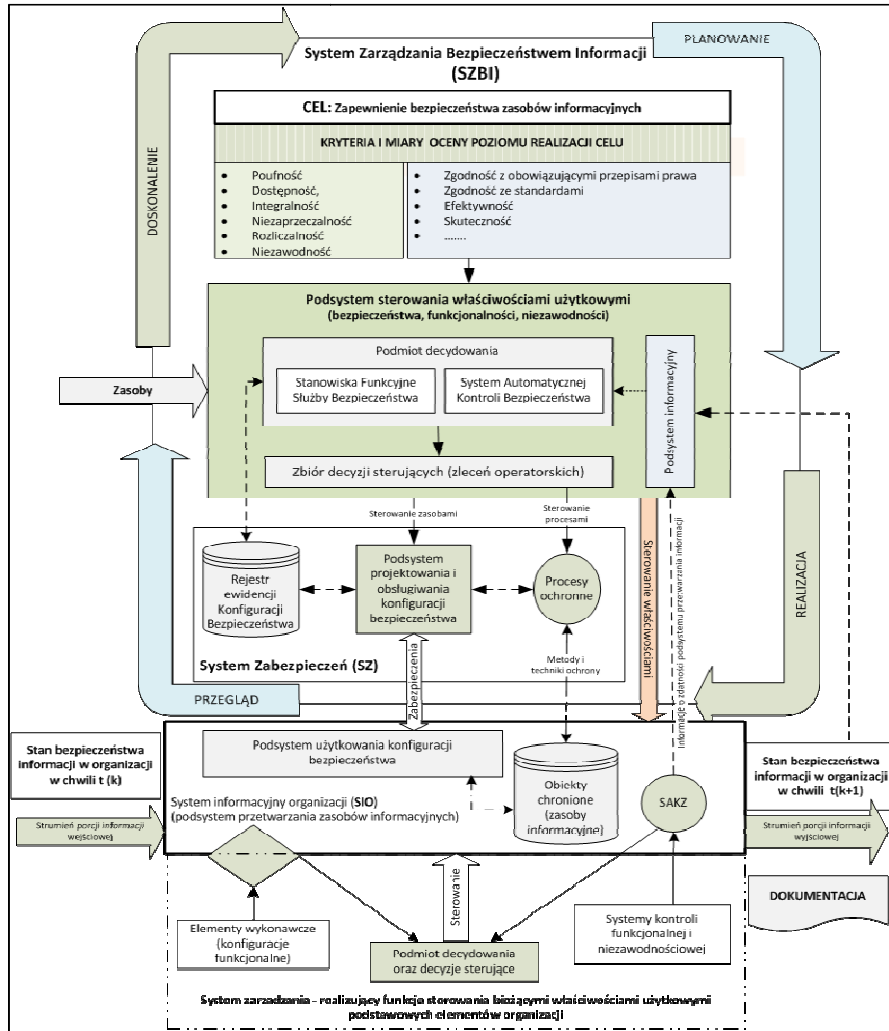 System Zarządzania Bezpieczeństwem Informacji
(SZBI)
PLANOWANIE
DOSKONALENIE
CEL: Zapewnienie bezpieczeństwa zasobów informacyjnych
KRYTERIA I MIARY OCENY POZIOMU REALIZACJI CELU
• Poufność
• Dostępność,
• Integralność
• Niezaprzeczalność
• Rozliczalność
• Niezawodność
• Zgodność z obowiązującymi przepisami prawa
• Zgodność ze standardami
• Efektywność
• Skuteczność
• …….
Podsystem sterowania właściwościami użytkowymi
(bezpieczeństwa, funkcjonalności, niezawodności)
Podmiot decydowania
Stanowiska Funkcyjne
Służby Bezpieczeństwa
System Automatycznej
Kontroli Bezpieczeństwa
Podsystem informacyjny
Zasoby
Zbiór decyzji sterujących (zleceń operatorskich)
Sterowanie zasobami
Sterowanie
procesami
Rejestr
ewidencji
Konfiguracji
Bezpieczeństwa
Podsystem
projektowania i
obsługiwania
konfiguracji
bezpieczeństwa
Procesy
ochronne
Sterowanie właściwościami
Informacje o zdatności podsystemu przetwarzania informacji
REALIZACJA
System Zabezpieczeń (SZ)
Zabezpieczenia
Metody i
techniki ochrony
PRZEGLĄD
Stan bezpieczeństwa
informacji w organizacji
w chwili t (k)
Podsystem użytkowania konfiguracji
bezpieczeństwa
System informacyjny organizacji (SIO)
(podsystem przetwarzania zasobów informacyjnych)
Obiekty
chronione
(zasoby
informacyjne)
SAKZ
Stan bezpieczeństwa
informacji w organizacji
w chwili t(k+1)
Strumień porcji informacji
wejściowej
Strumień porcji informacji
wyjściowej
Sterowanie
DOKUMENTACJA
Elementy wykonawcze
(konfiguracje
funkcjonalne)
Podmiot decydowania
oraz decyzje sterujące
Systemy kontroli
funkcjonalnej i
niezawodnościowej
System zarzadzania - realizujący funkcje sterowania bieżącymi właściwościami użytkowymi
podstawowych elementów organizacji